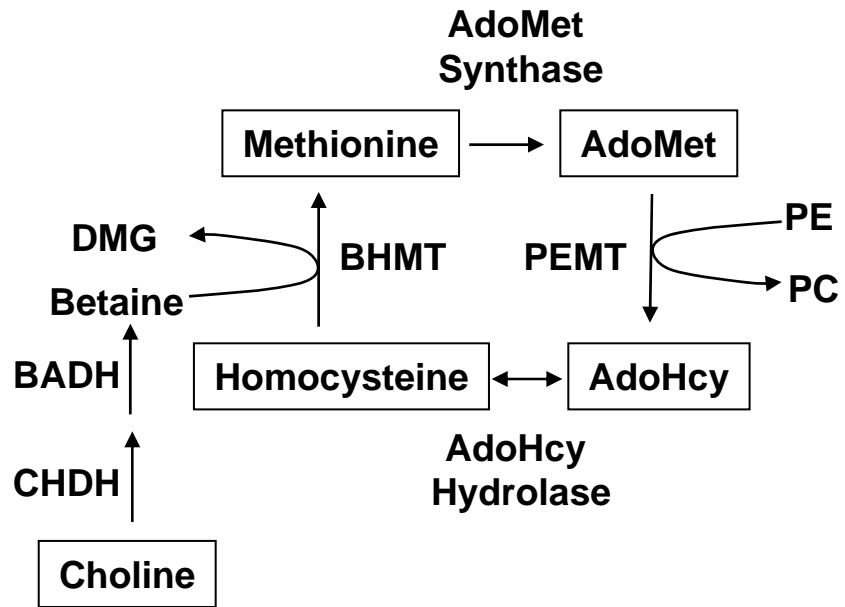 AdoMet
Synthase
Methionine
AdoMet
DMG
BHMT
PEMT
PE
PC
Betaine
BADH
Homocysteine
AdoHcy
AdoHcy
Hydrolase
CHDH
Choline